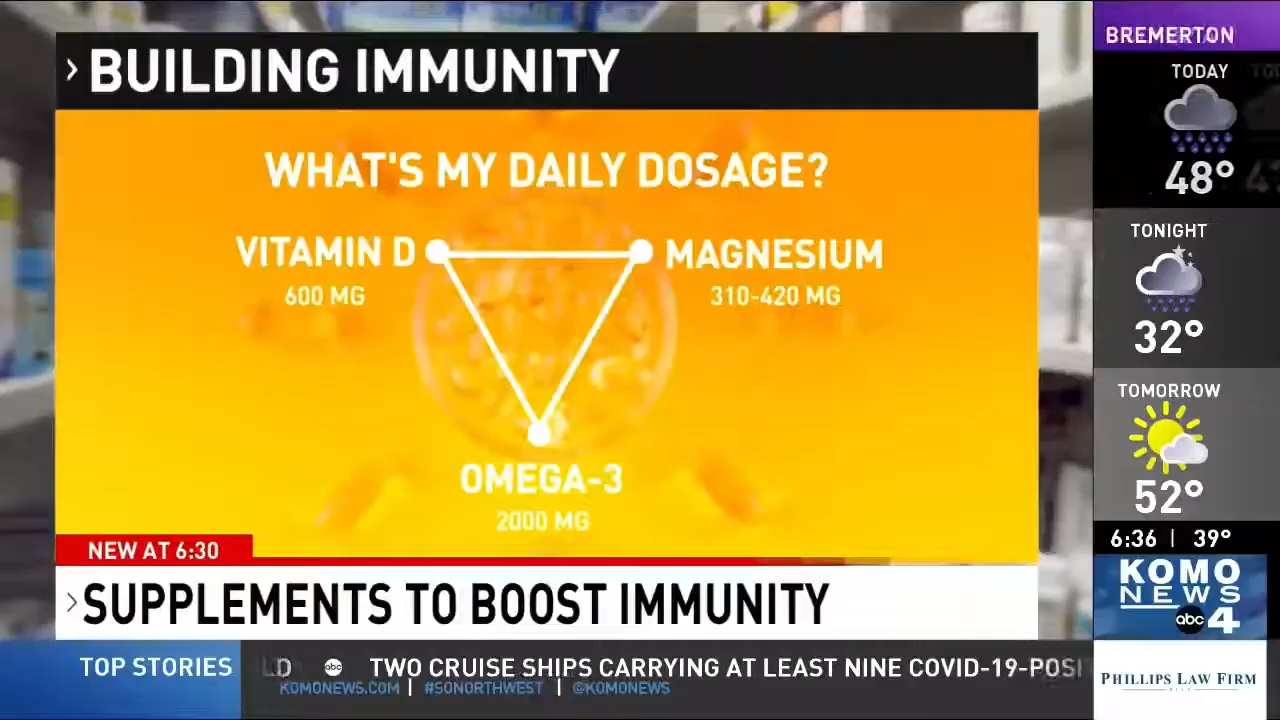 › BUILDING IMMUNITY
WHAT'S MY DAILY DOSAGE?
VITAMIN D
600 MG
MAGNESIUM
310-420 MG
OMEGA-3
2000 MG
NEW AT 6:30
› SUPPLEMENTS TO BOOST IMMUNITY
TOP STORIES
D abc TWO CRUISE SHIPS CARRYING AT LEAST NINE COVID-19-POSI
KOMONEWS.COM | #SONORTHWEST | @KOMONEWS
BREMERTON
TODAY
48°
TONIGHT
32°
TOMORROW
52°
6:36 | 39°
KOMO
NEWS
abc 4
PHILLIPS LAW FIRM